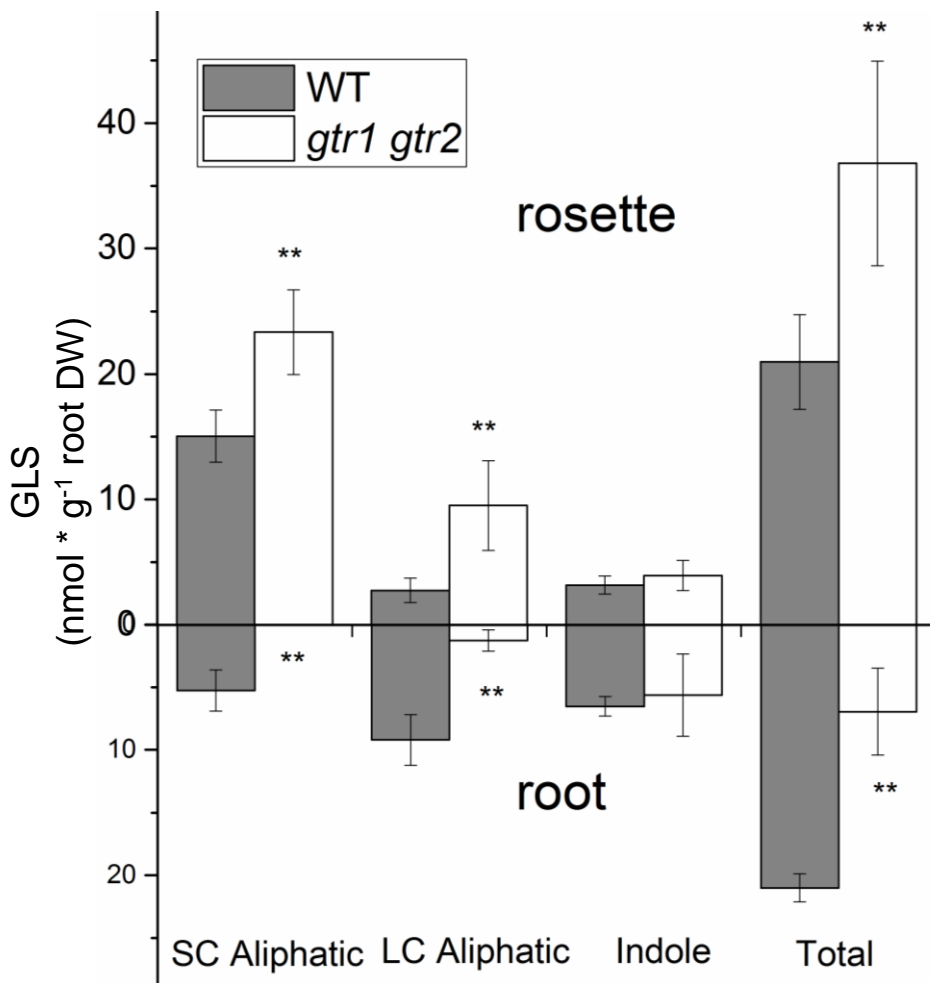 **
WT
gtr1 gtr2
40
rosette
30
**
20
**
GLS
(nmol * g⁻¹ root DW)
10
0
0
**
**
10
root
**
20
SC Aliphatic LC Aliphatic Indole Total